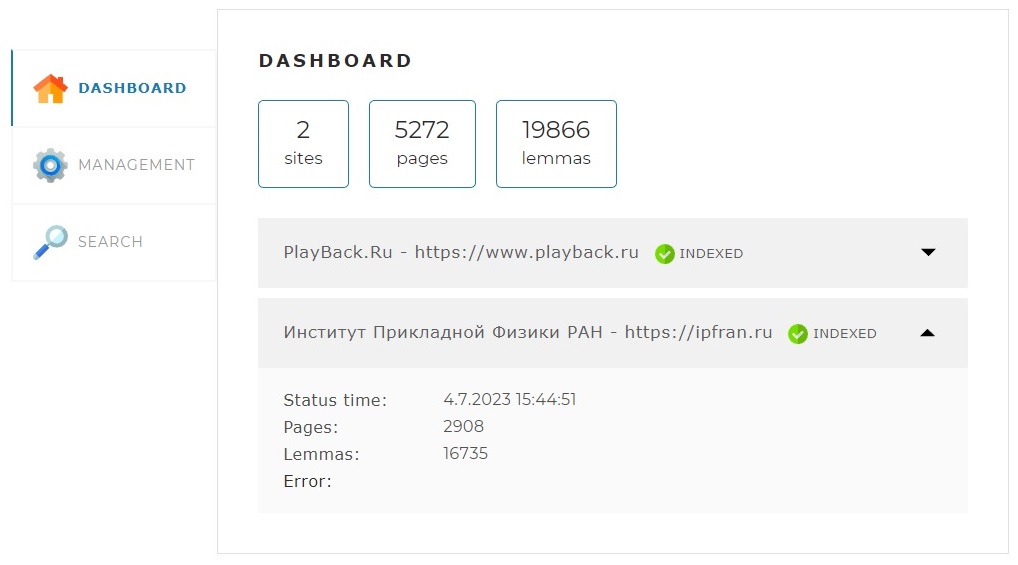 DASHBOARD
MANAGEMENT
SEARCH
DASHBOARD
2
sites
5272
pages
19866
lemmas
PlayBack.Ru - https://www.playback.ru INDEXED
Институт Прикладной Физики РАН - https://ipfran.ru INDEXED
Status time: 4.7.2023 15:44:51
Pages: 2908
Lemmas: 16735
Error: